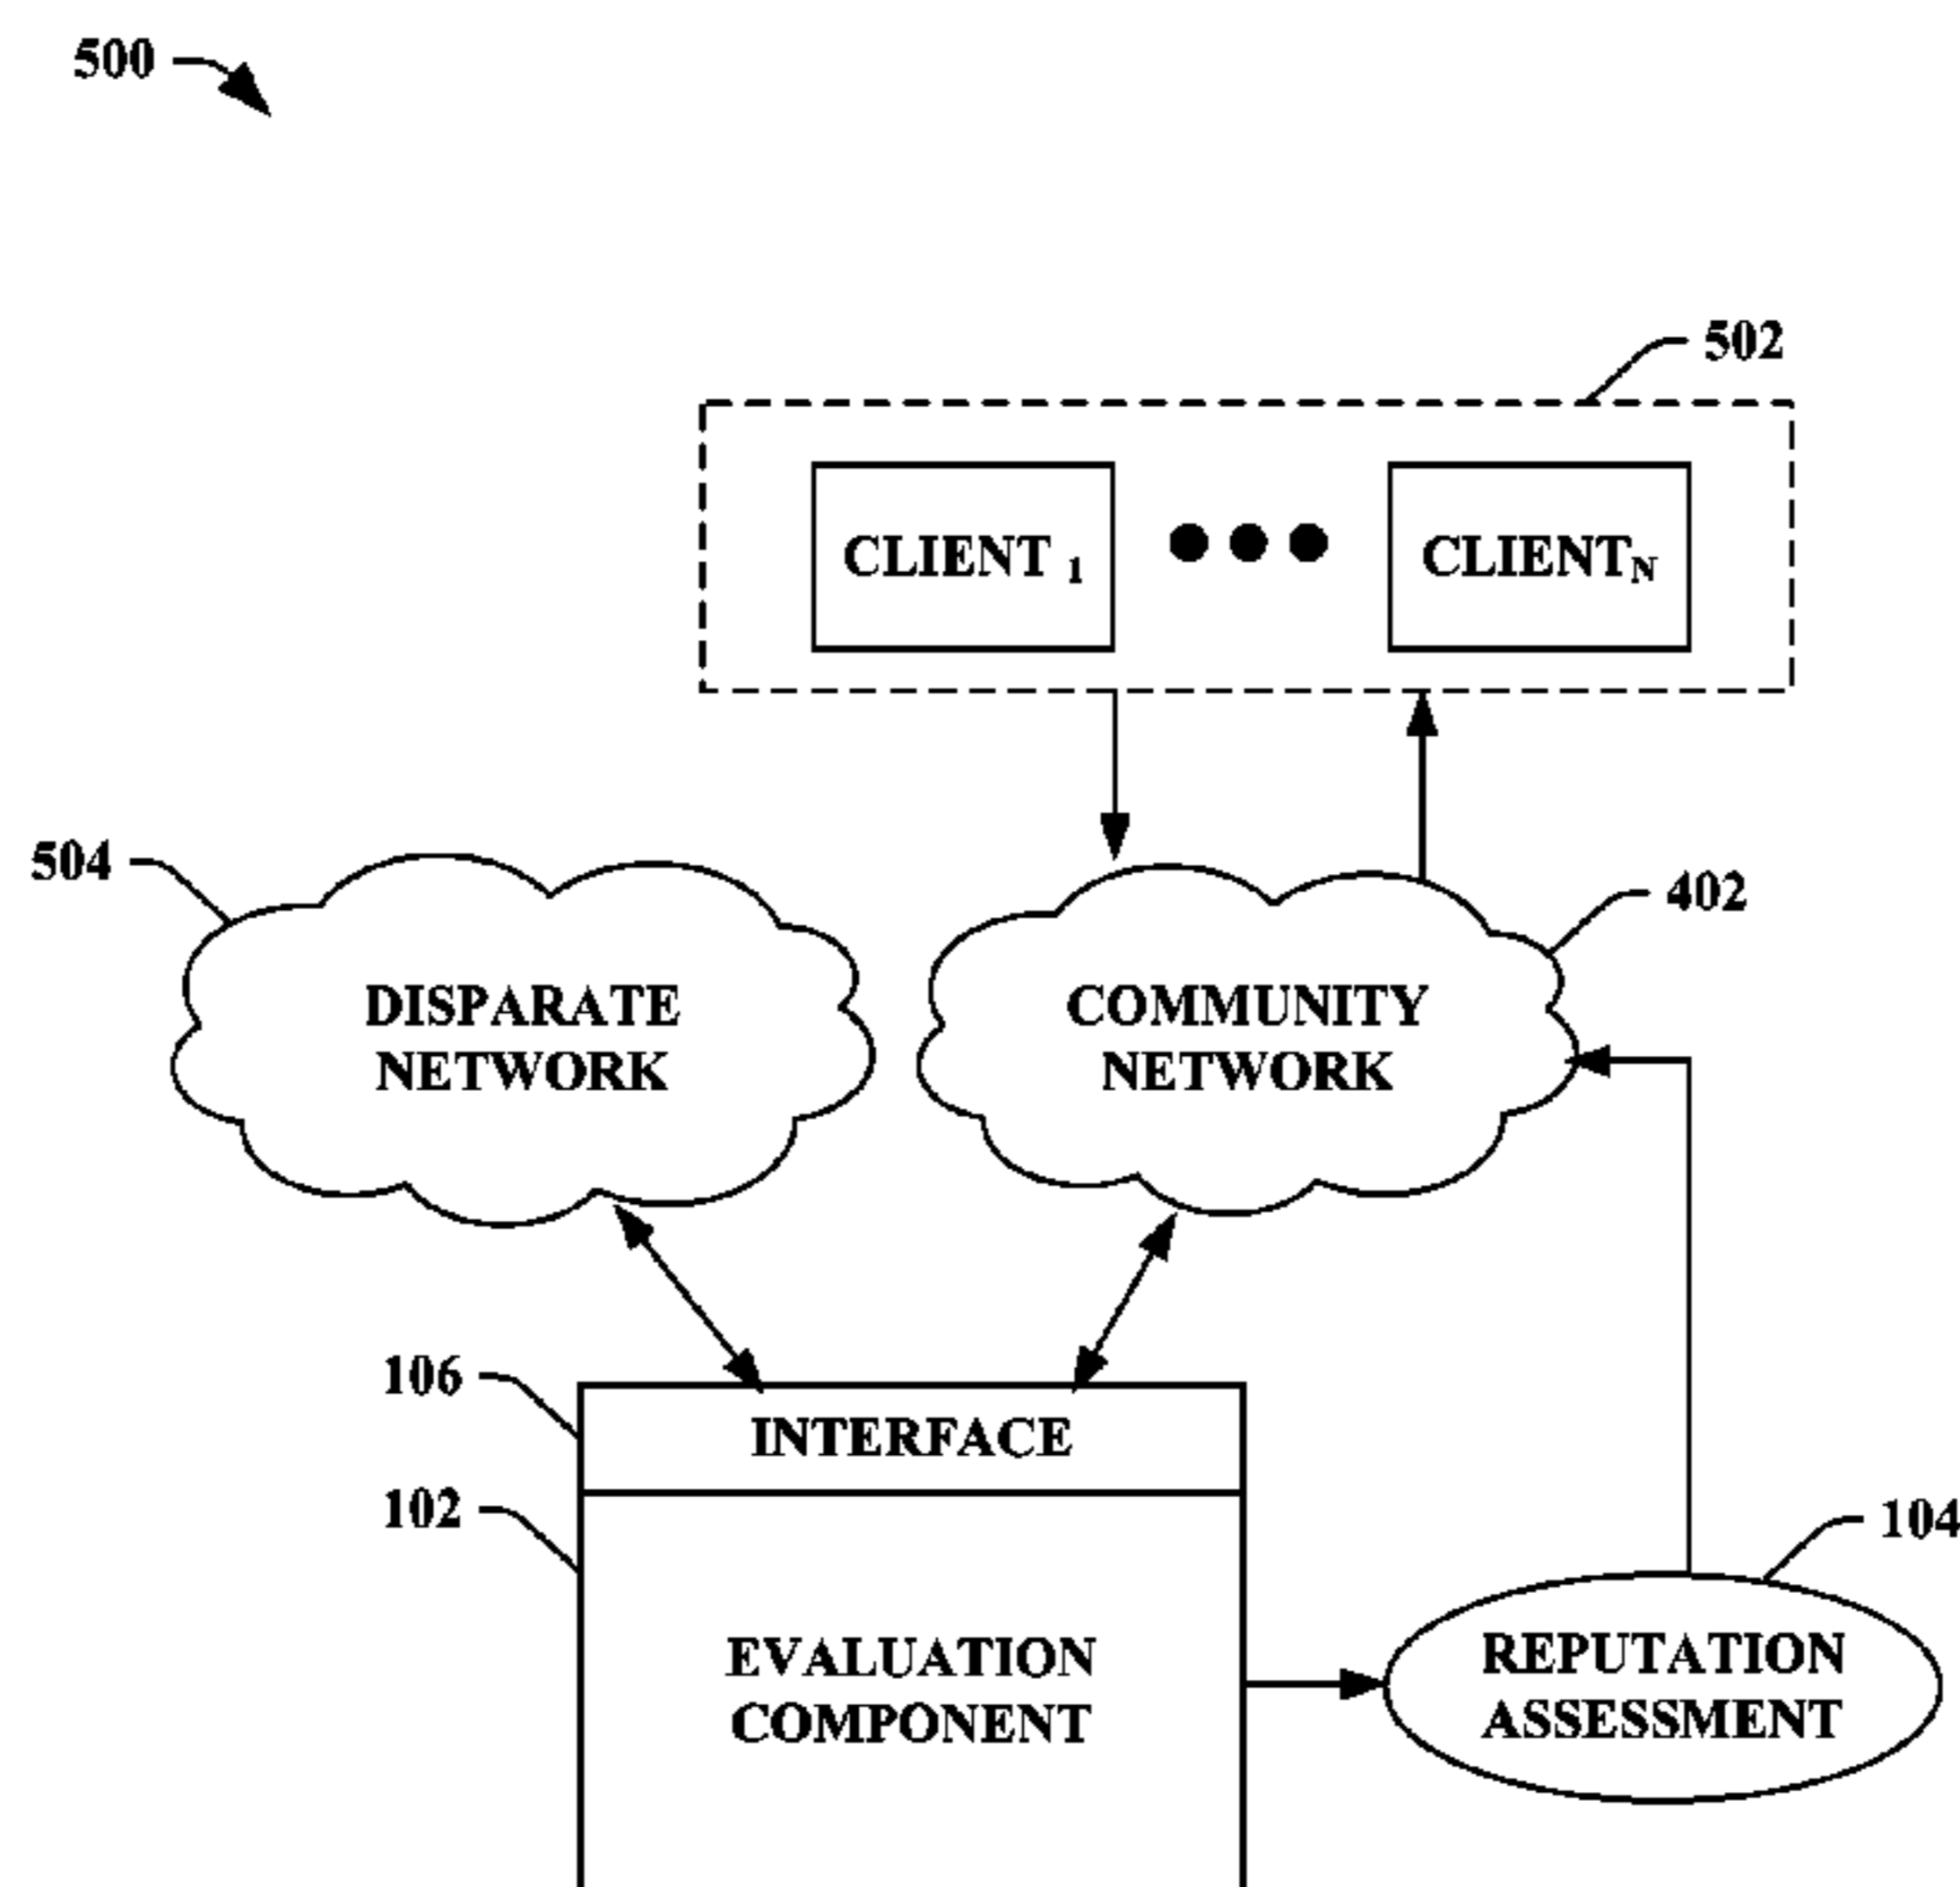 500
502
CLIENT 1
CLIENTN
504
402
DISPARATE
NETWORK
COMMUNITY
NETWORK
106
INTERFACE
102
104
EVALUATION
COMPONENT
REPUTATION
ASSESSMENT